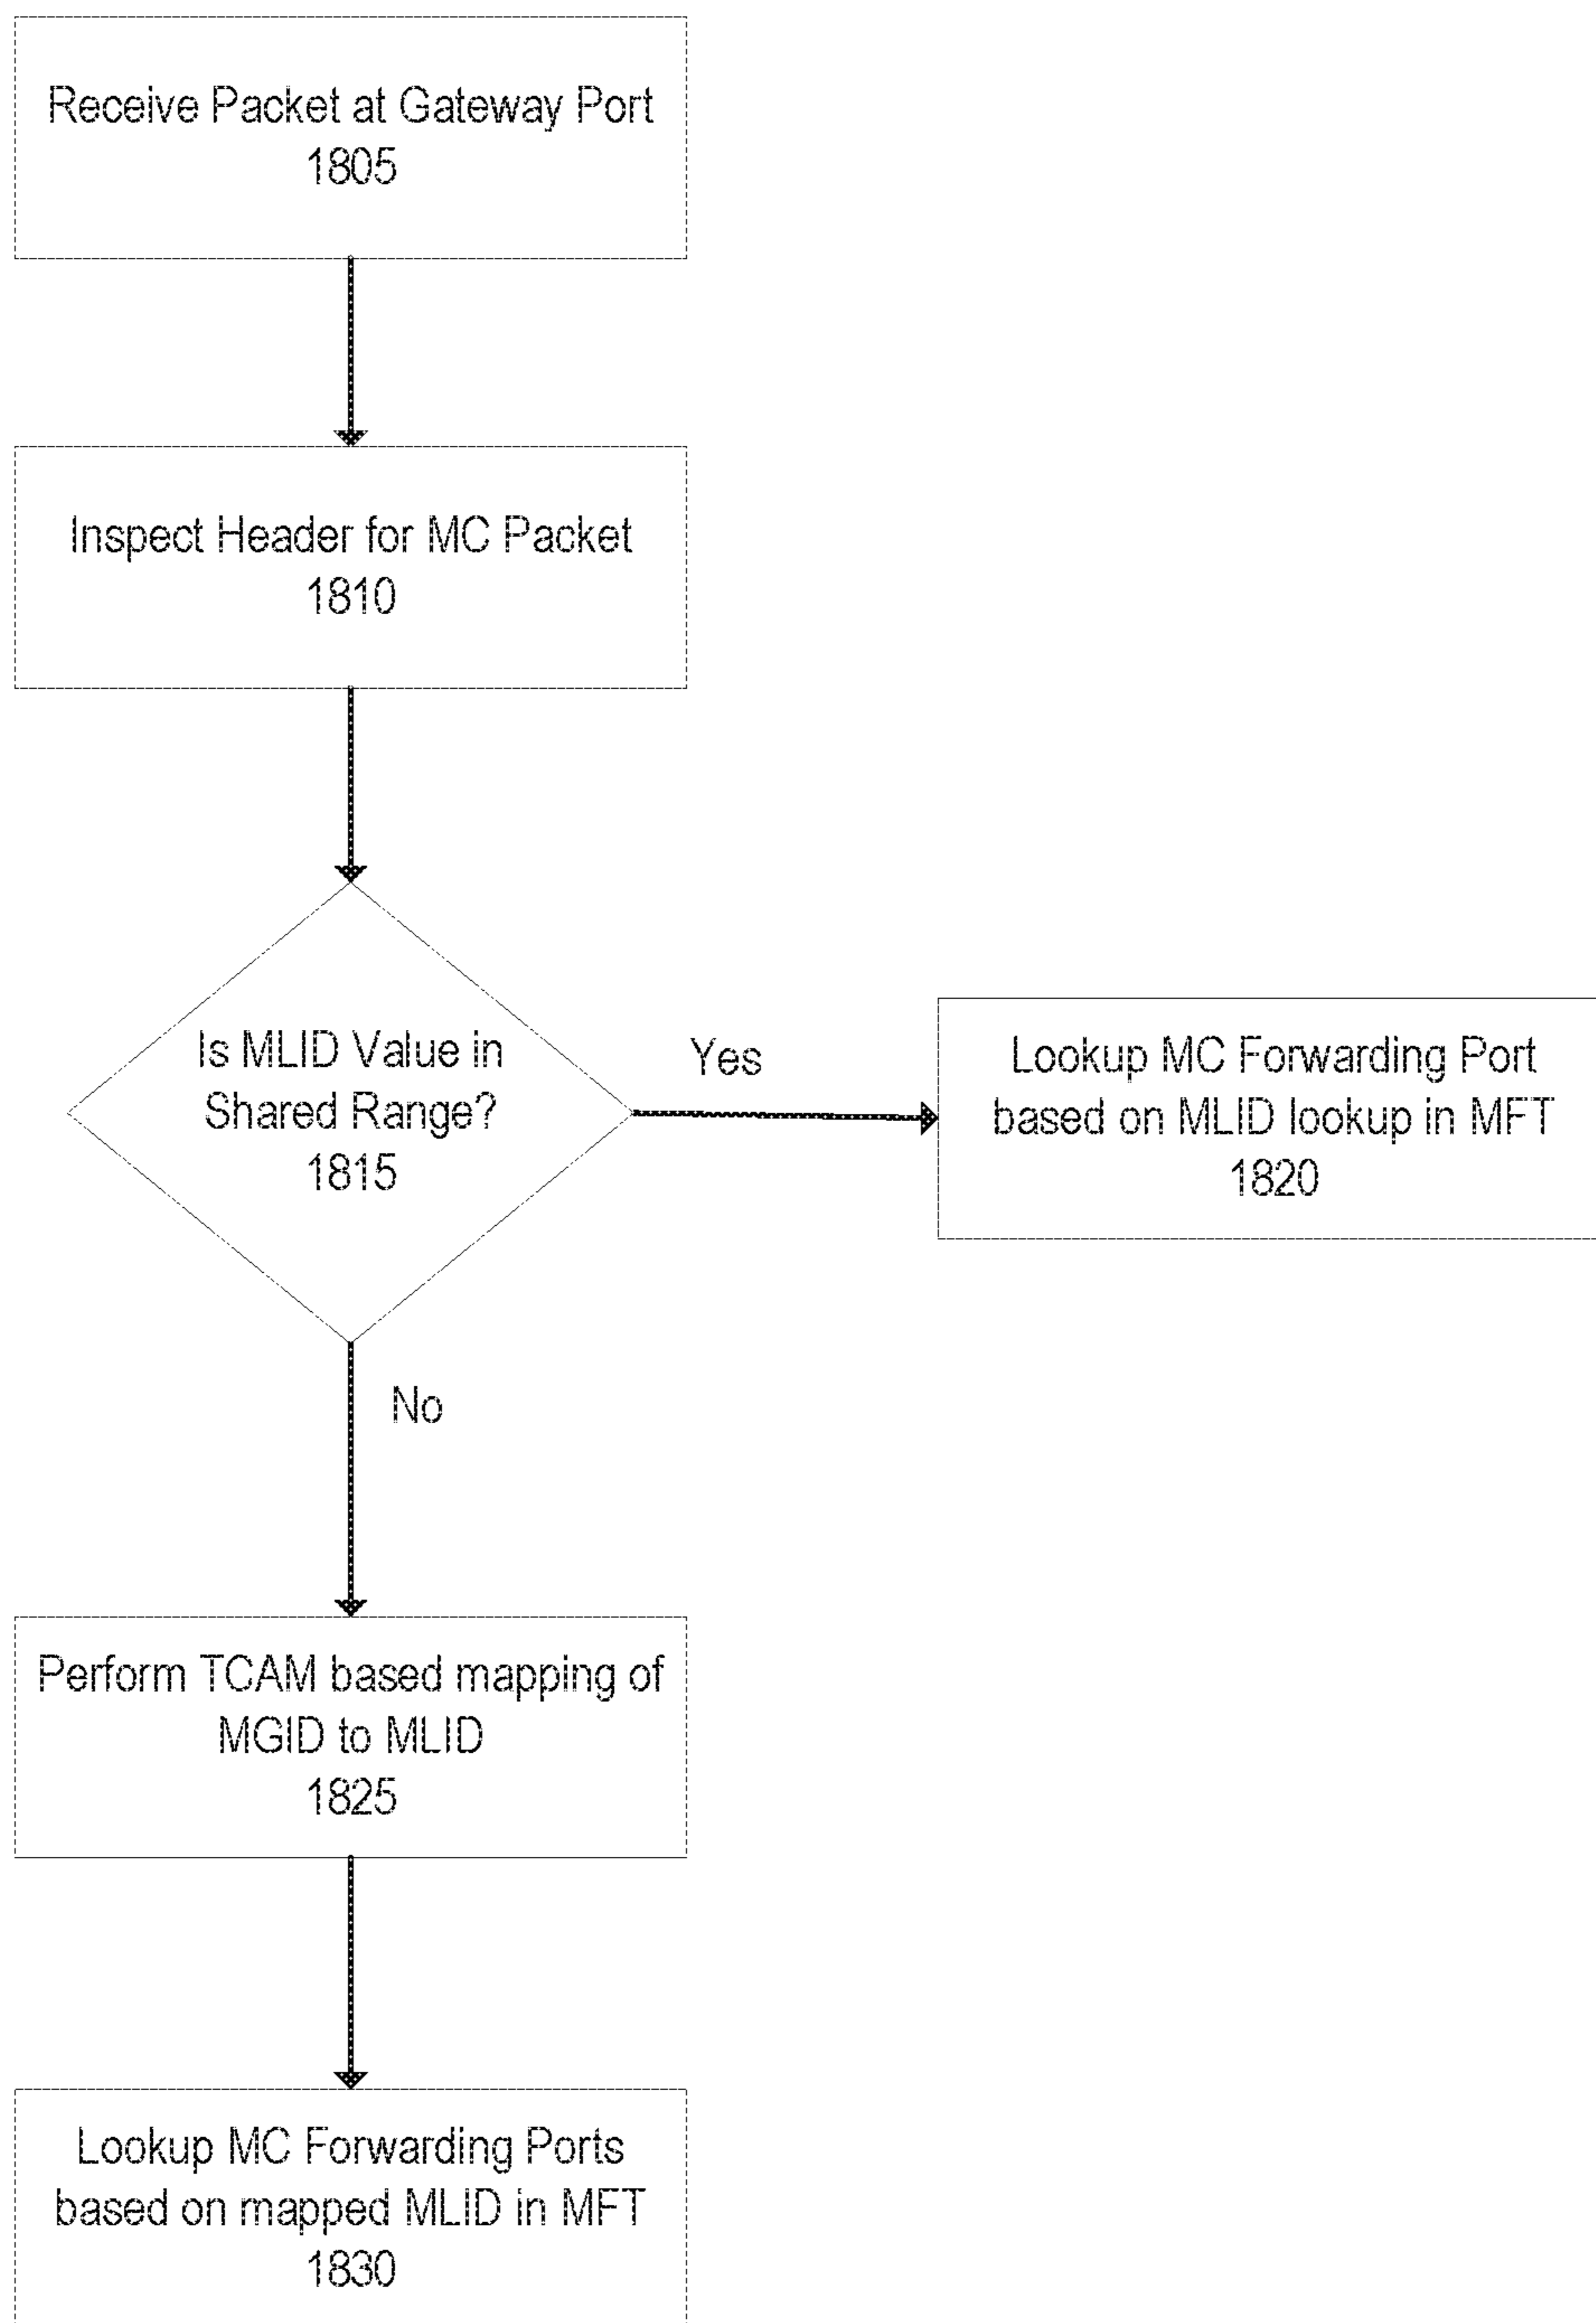 Receive Packet at Gateway Port
1805
Inspect Header for MC Packet
1810
Is MLID Value in
Shared Range?
1815
Yes
Lookup MC Forwarding Port
based on MLID lookup in MFT
1820
No
Perform TCAM based mapping of
MGID to MLID
1825
Lookup MC Forwarding Ports
based on mapped MLID in MFT
1830